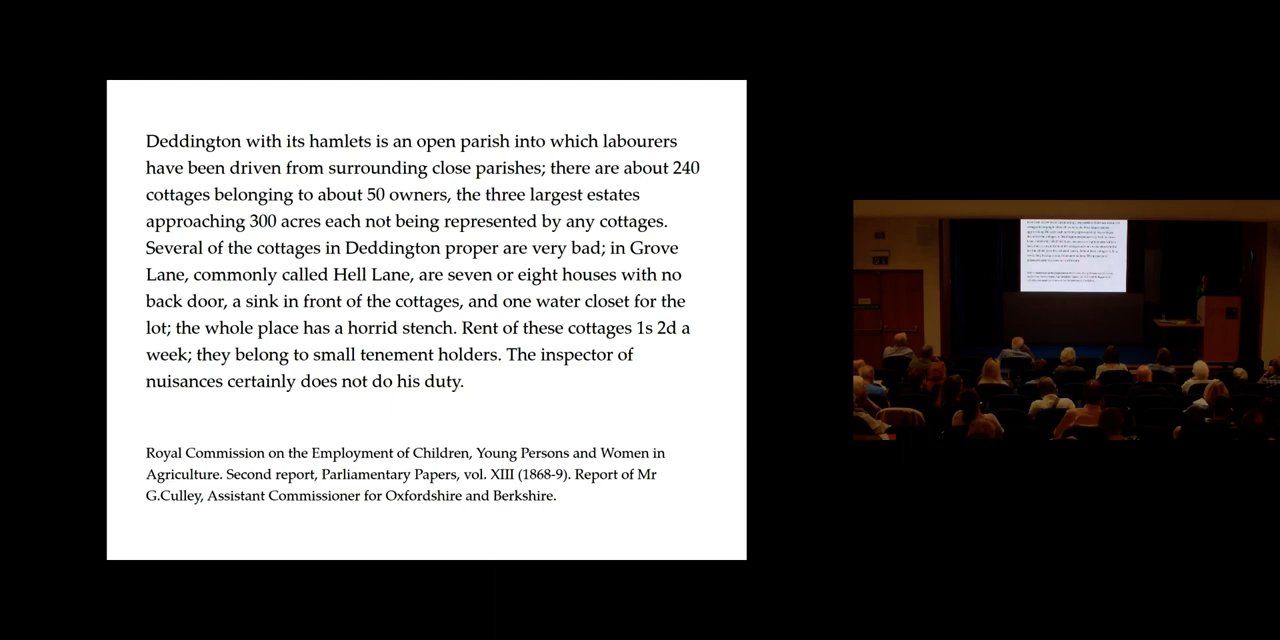 Deddington with its hamlets is an open parish into which labourers
have been driven from surrounding close parishes; there are about 240
cottages belonging to about 50 owners, the three largest estates
approaching 300 acres each not being represented by any cottages.
Several of the cottages in Deddington proper are very bad; in Grove
Lane, commonly called Hell Lane, are seven or eight houses with no
back door, a sink in front of the cottages, and one water closet for the
lot; the whole place has a horrid stench. Rent of these cottages 1s 2d a
week; they belong to small tenement holders. The inspector of
nuisances certainly does not do his duty.
Royal Commission on the Employment of Children, Young Persons and Women in
Agriculture. Second report, Parliamentary Papers, vol. XIII (1868-9). Report of Mr
G.Culley, Assistant Commissioner for Oxfordshire and Berkshire.